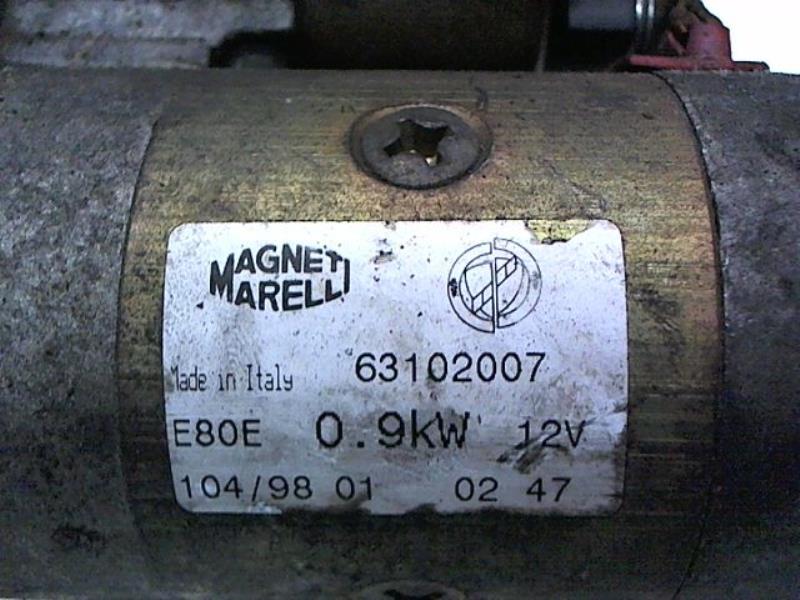 MAGNETI
MARELLI
Made in Italy 63102007
E80E 0.9KW 12V
104/98 01 02 47